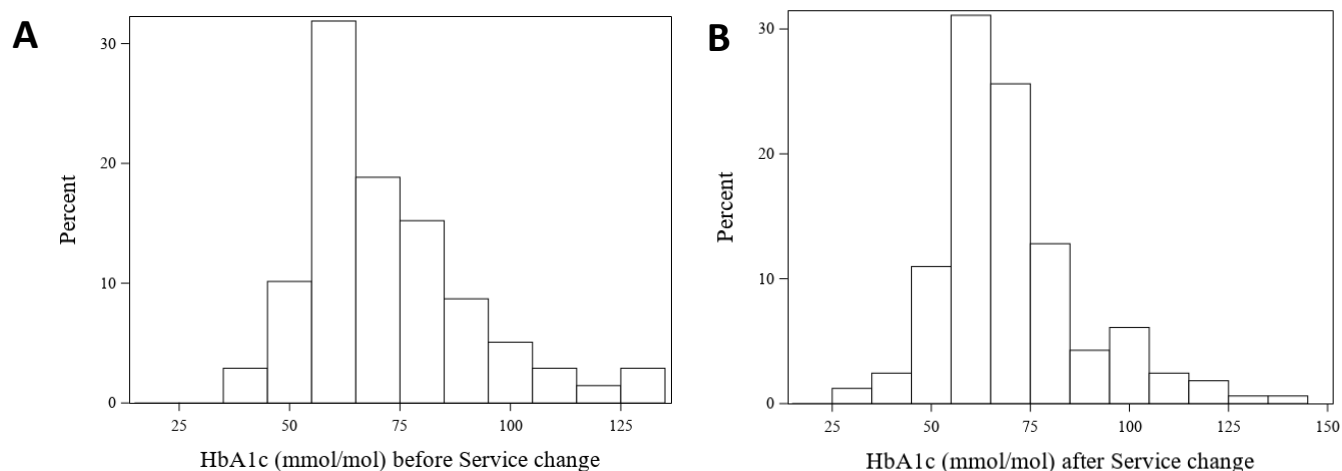 A
30
20
10
0
Percent
25 50 75 100 125
HbA1c (mmol/mol) before Service change
B
30
20
10
0
Percent
25 50 75 100 125 150
HbA1c (mmol/mol) after Service change